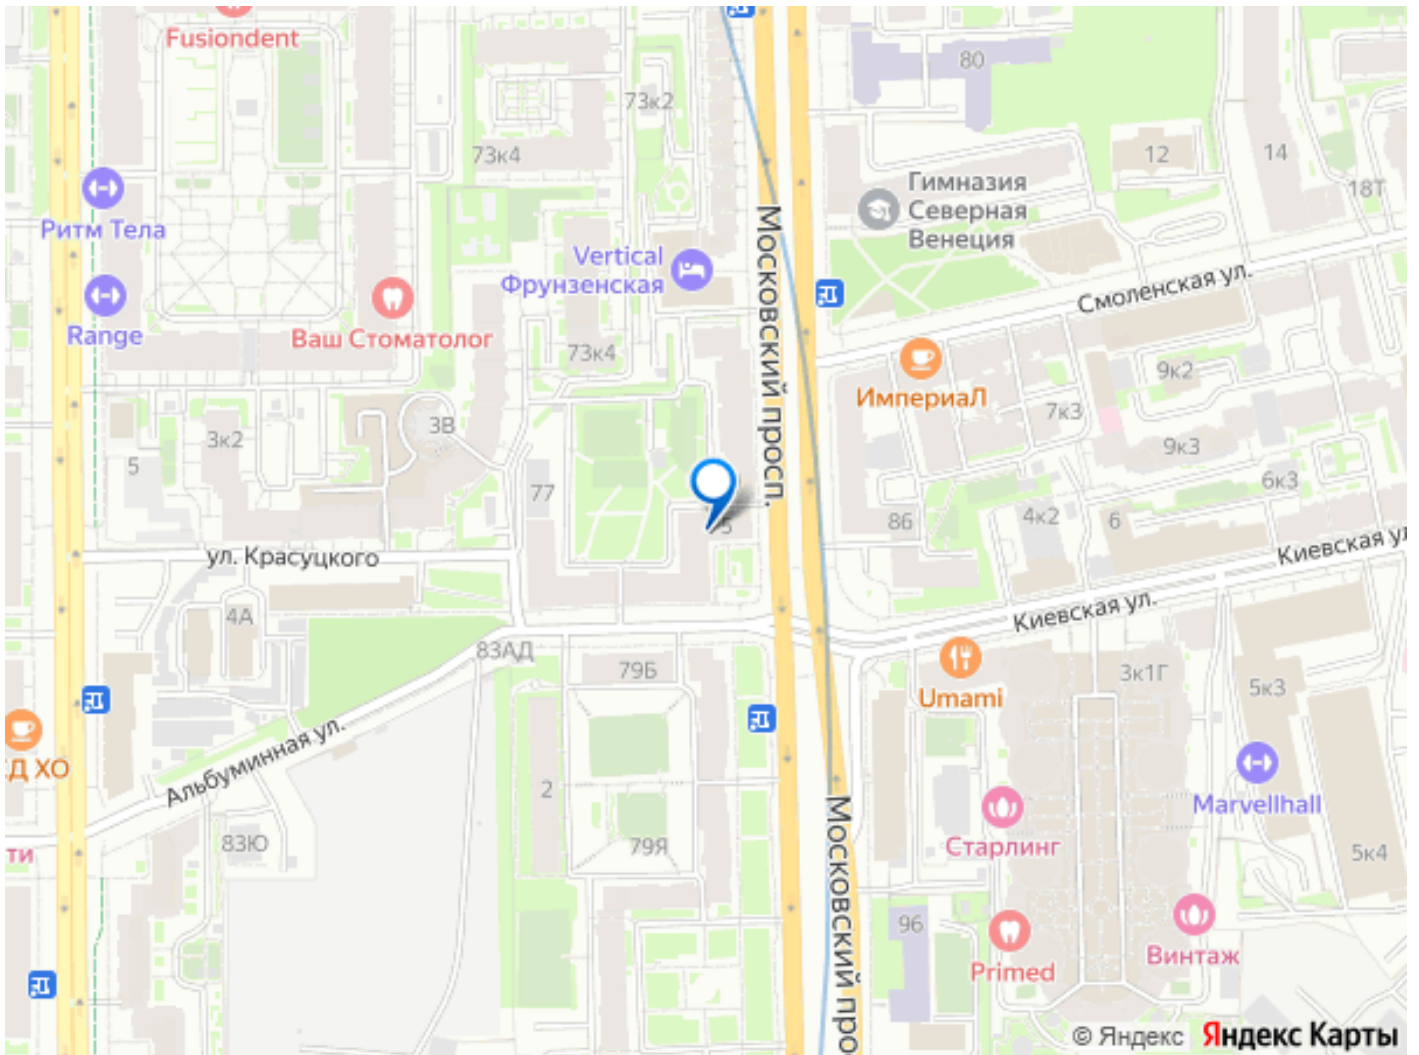 Fusiondent
80
73к2
73к4
12
14
18Т
Гимназия
Северная
Венеция
Ритм Тела
Московский просп.
Vertical
Фрунзенская
Смоленская ул.
Range
Ваш Стоматолог
73к4
ИмпериаЛ
9к2
7к3
3В
3к2
5
77
9к3
6к3
86
4к2
6
ул. Красуцкого
Киевская ул
Киевская ул.
4А
83АД
79Б
3к1Г
5к3
Umami
Альбуминная ул.
Д ХО
2
Marvellhall
83Ю
79Я
Старлинг
5к4
ти
Московский про
96
Primed
Винтаж
© Яндекс
Яндекс Карты